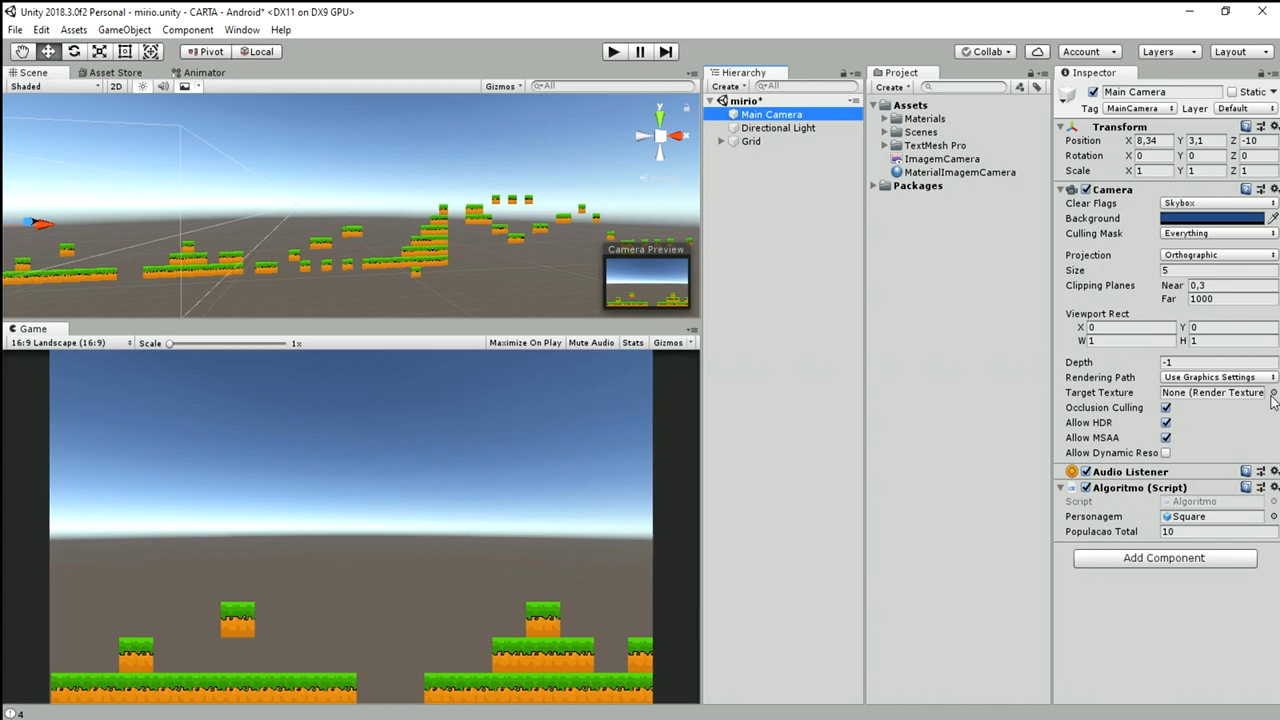 Unity 2018.3.0f2 Personal - mirio.unity - CARTA - Android* <DX11 on DX9 GPU>
File Edit Assets GameObject Component Window Help
Pivot Local Collab Account Layers Layout
Scene Asset Store Animator
Shaded 2D Gizmos All
y
x
Camera Preview
Game
16:9 Landscape (16:9) Scale 1x Maximize On Play Mute Audio Stats Gizmos
Hierarchy
Create All
mirio*
Main Camera
Directional Light
Grid
Project
Create
Assets
Materials
Scenes
TextMesh Pro
ImagemCamera
MaterialImagemCamera
Packages
Inspector
Main Camera Static
Tag MainCamera Layer Default
Transform
Position X 8,34 Y 3,1 Z -10
Rotation X 0 Y 0 Z 0
Scale X 1 Y 1 Z 1
Camera
Clear Flags Skybox
Background
Culling Mask Everything
Projection Orthographic
Size 5
Clipping Planes Near 0,3
Far 1000
Viewport Rect
X 0 Y 0
W 1 H 1
Depth -1
Rendering Path Use Graphics Settings
Target Texture None (Render Texture
Occlusion Culling
Allow HDR
Allow MSAA
Allow Dynamic Reso
Audio Listener
Algoritmo (Script)
Script Algoritmo
Personagem Square
Populacao Total 10
Add Component
4